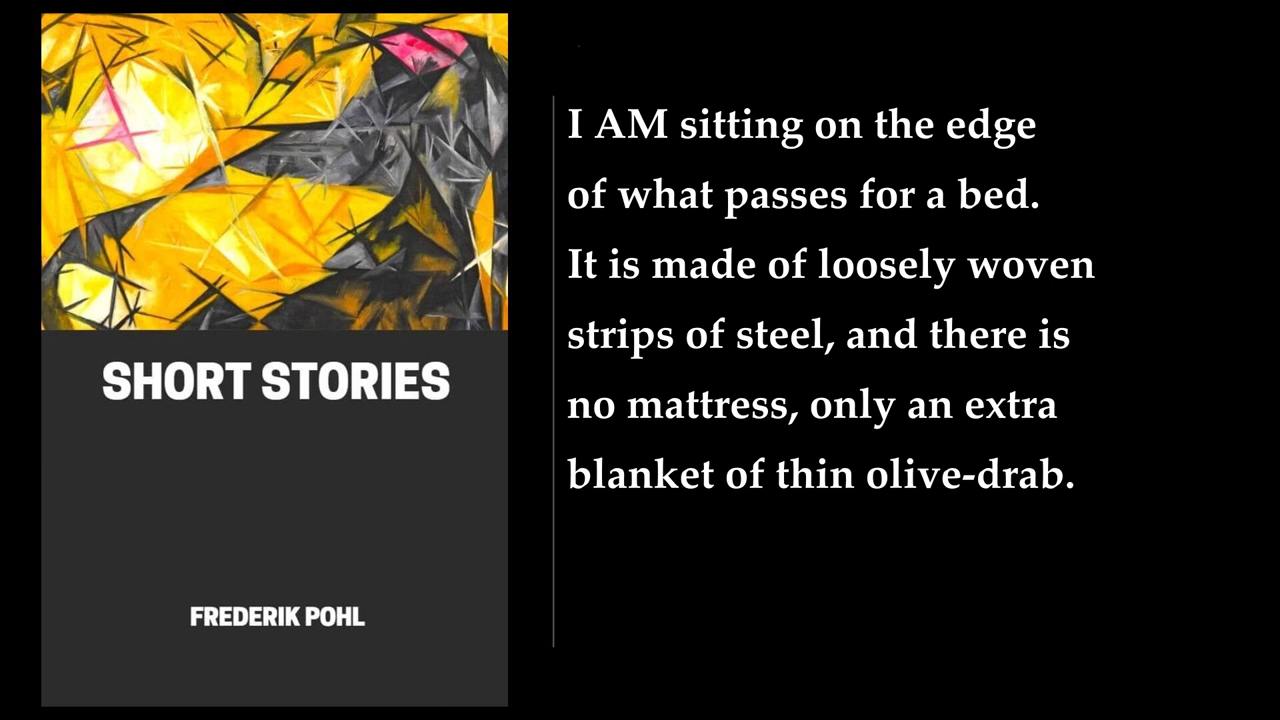 SHORT STORIES
FREDERIK POHL
I AM sitting on the edge
of what passes for a bed.
It is made of loosely woven
strips of steel, and there is
no mattress, only an extra
blanket of thin olive-drab.